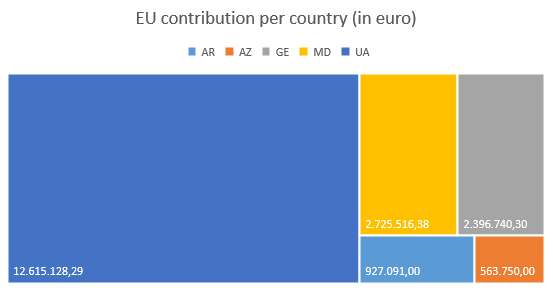 EU contribution per country (in euro)
AR AZ GE MD UA
12.615.128,29
2.725.516,38
2.396.740,30
927.091,00
563.750,00